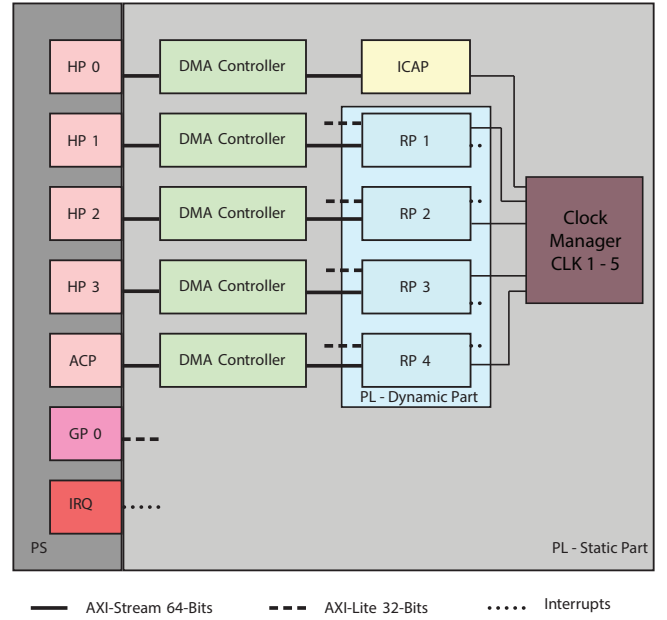 HP 0
DMA Controller
ICAP
HP 1
DMA Controller
RP 1
HP 2
DMA Controller
RP 2
Clock
Manager
CLK 1 - 5
HP 3
DMA Controller
RP 3
ACP
DMA Controller
RP 4
PL - Dynamic Part
GP 0
IRQ
PS
PL - Static Part
AXI-Stream 64-Bits
AXI-Lite 32-Bits
Interrupts